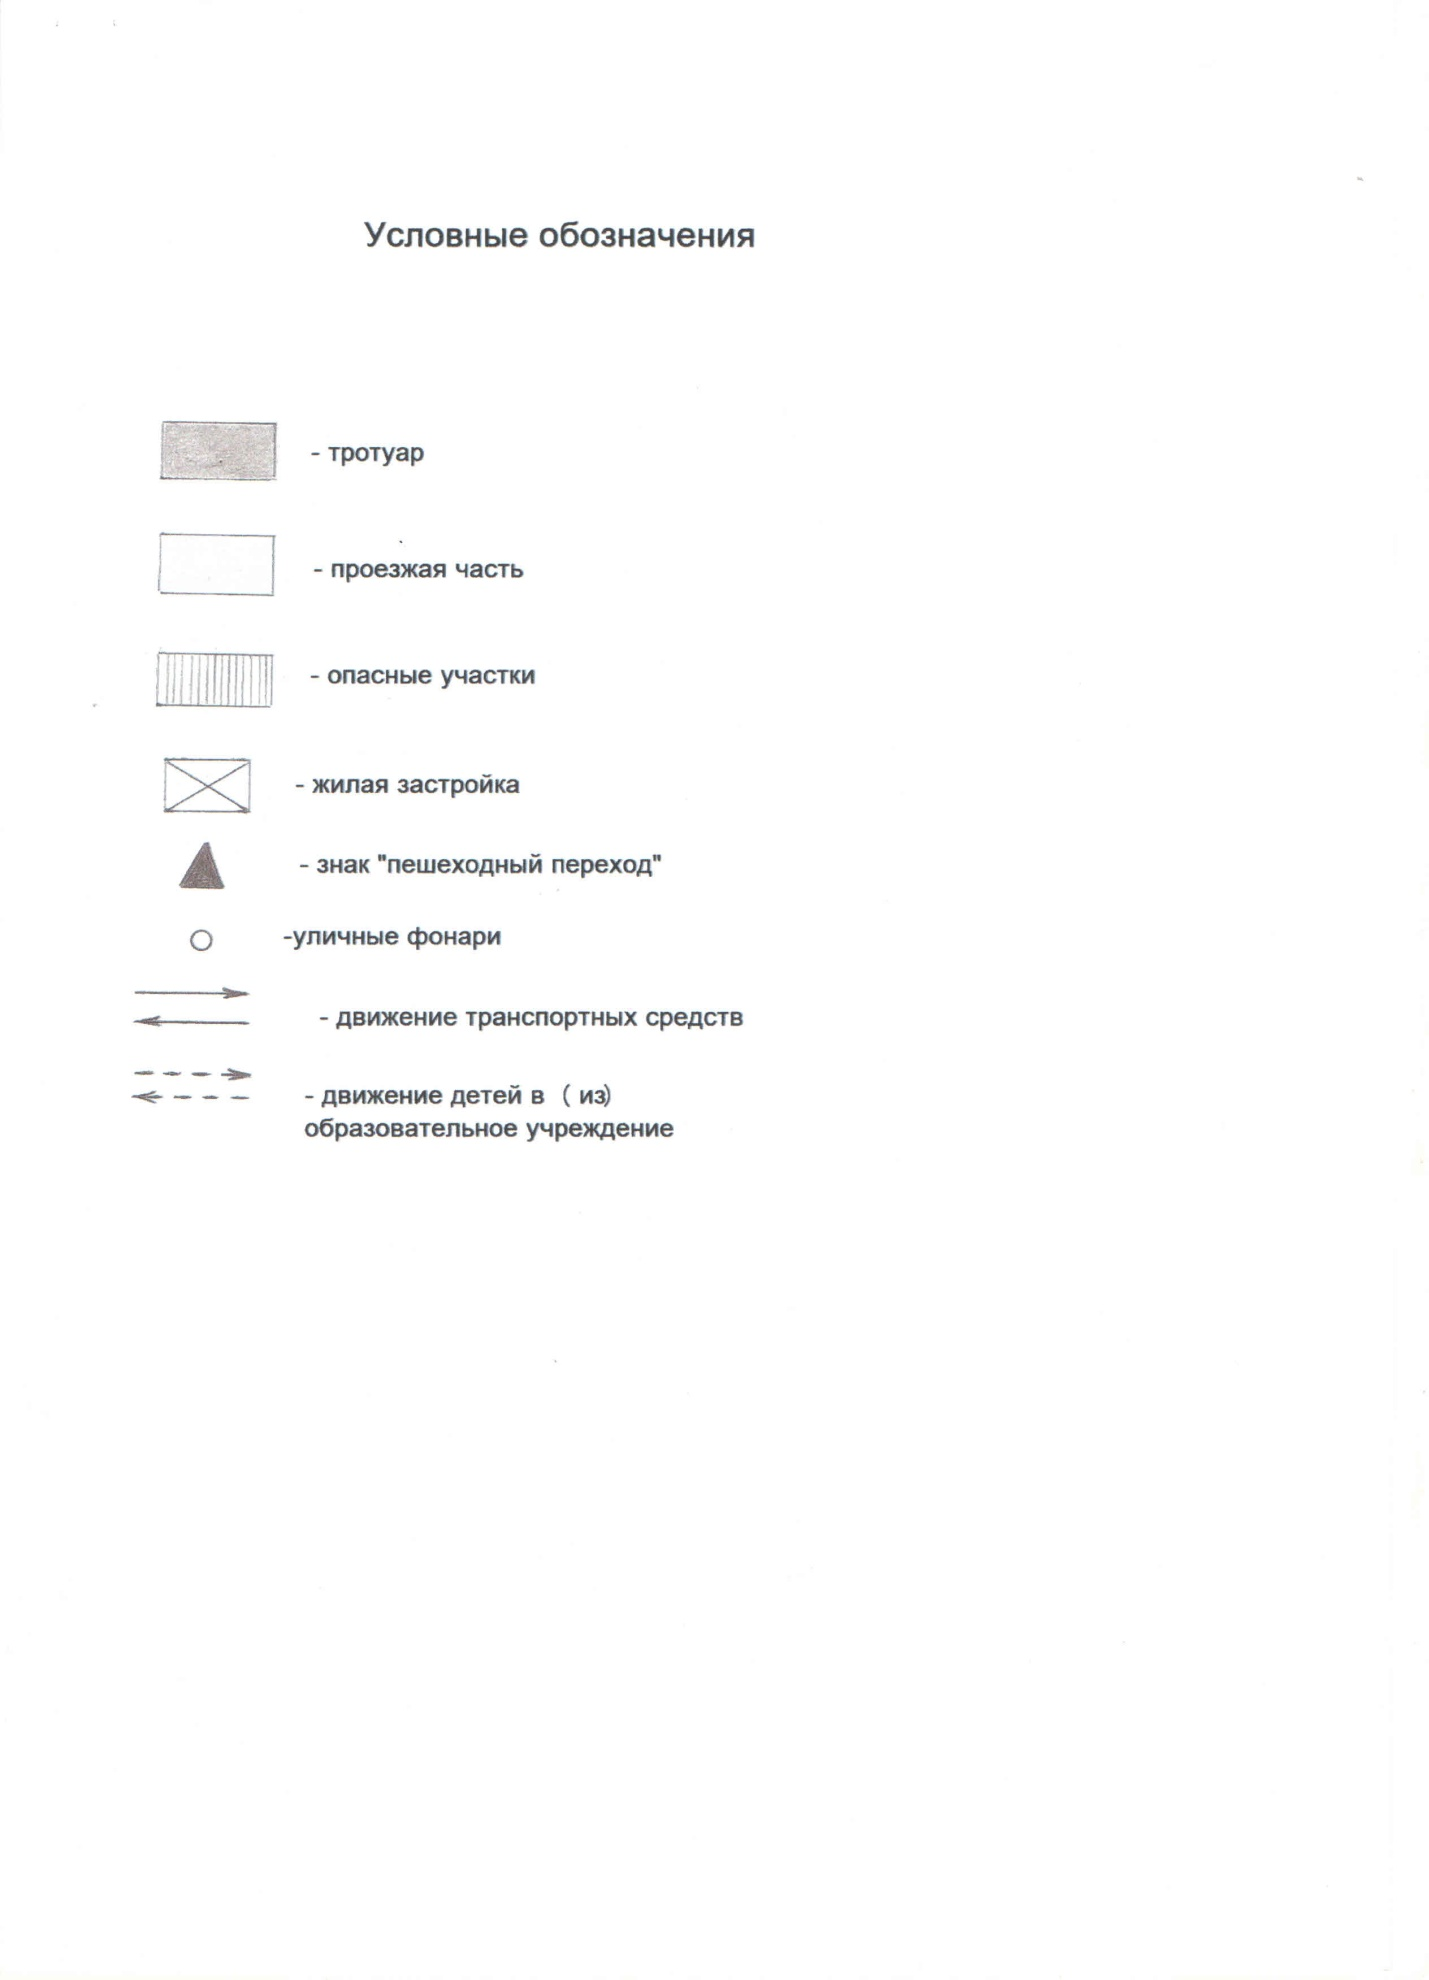 Условные обозначения
- тротуар
- проезжая часть
- опасные участки
- жилая застройка
- знак "пешеходный переход"
-уличные фонари
- движение транспортных средств
- движение детей в ( из)
образовательное учреждение